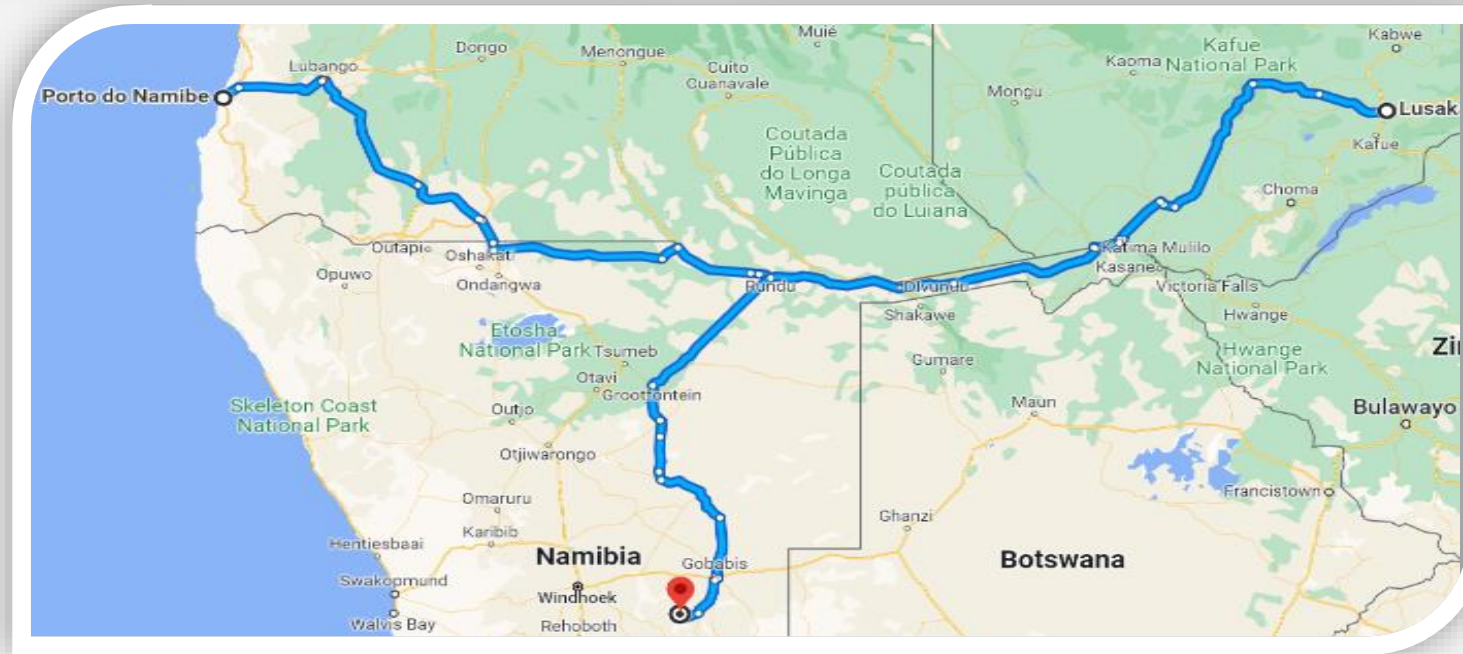 Muié
Kabwe
Dongo
Menongue
Kafue
National Park
Lubango
Cuito
Cuanavale
Kaoma
Porto do Namibe
Mongu
Lusak
Kafue
Coutada
Pública
do Longa
Mavinga
Coutada
pública
do Luiana
Choma
Outapi
Oshakati
Katima Mulilo
Kasane
Opuwo
Ondangwa
Rundu
Divundu
Victoria Falls
Shakawe
Hwange
Etosha
National Park
Tsumeb
Gumare
Hwange
National Park
Zi
Otavi
Grootfontein
Skeleton Coast
National Park
Outjo
Maun
Bulawayo
Otjiwarongo
Omaruru
Francistown
Karibib
Ghanzi
Hentiesbaai
Namibia
Gobabis
Botswana
Swakopmund
Windhoek
Walvis Bay
Rehoboth